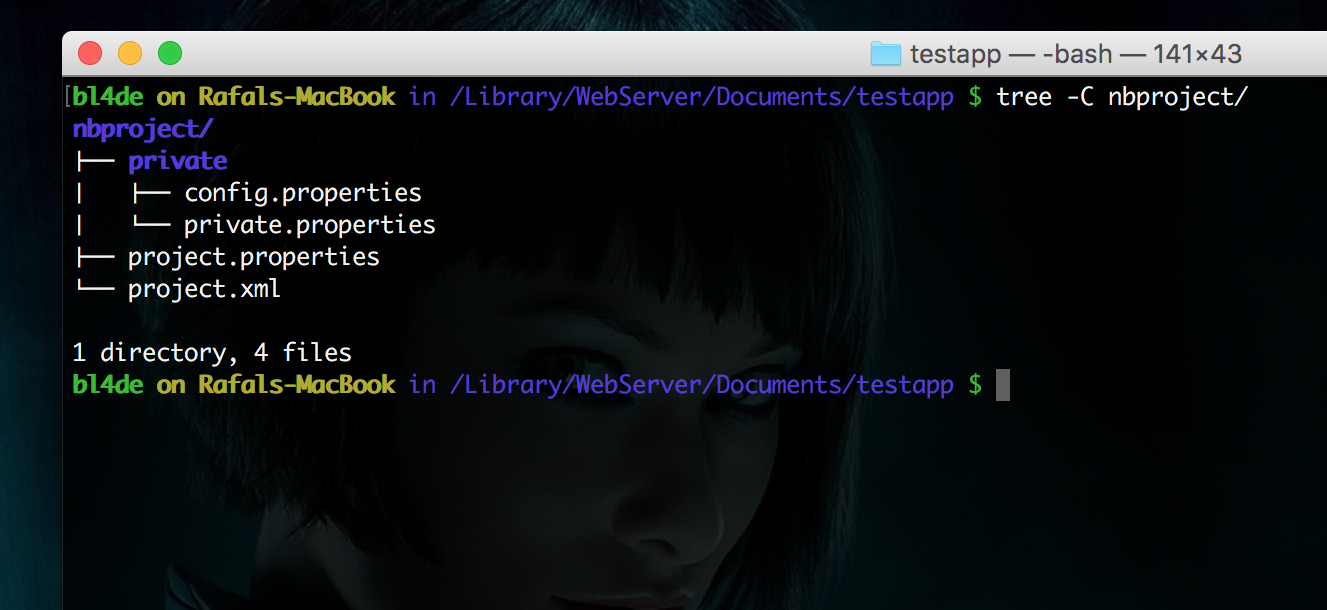 testapp — -bash — 141×43
[bl4de on Rafals-MacBook in /Library/WebServer/Documents/testapp $ tree -C nbproject/
nbproject/
├── private
│   ├── config.properties
│   └── private.properties
├── project.properties
└── project.xml
1 directory, 4 files
bl4de on Rafals-MacBook in /Library/WebServer/Documents/testapp $